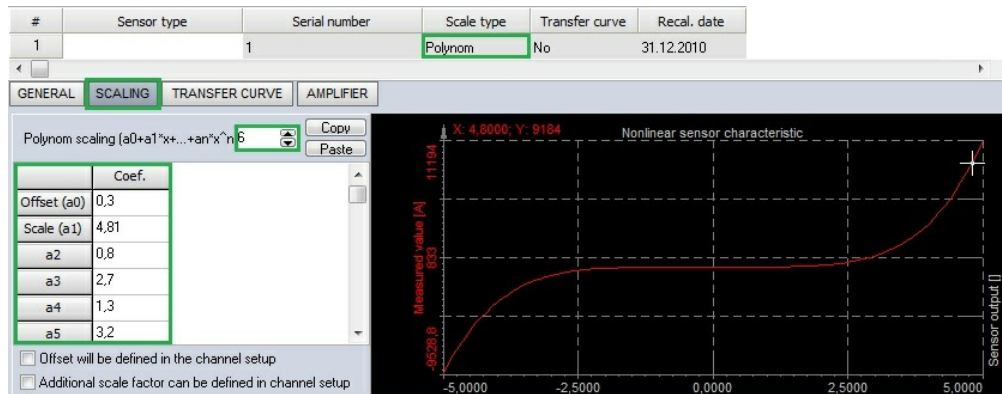 # Sensor type Serial number Scale type Transfer curve Recal. date
1 1 Polynom No 31.12.2010
GENERAL SCALING TRANSFER CURVE AMPLIFIER
Polynom scaling (a0+a1*x+...+an*x^n) 6 Copy
Paste
Coef.
Offset (a0) 0,3
Scale (a1) 4,81
a2 0,8
a3 2,7
a4 1,3
a5 3,2
Offset will be defined in the channel setup
Additional scale factor can be defined in channel setup
X: 4,8000; Y: 9184 Nonlinear sensor characteristic
11194
Measured value [A]
833
-9528,8
-5,0000 -2,5000 0,0000 2,5000 5,0000
Sensor output []